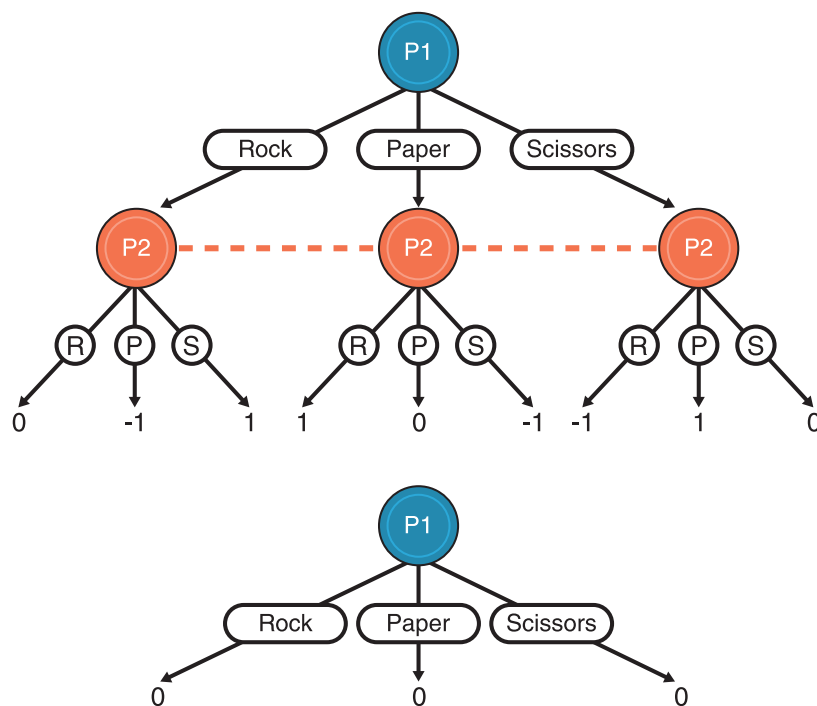 P1
Rock Paper Scissors
P2 P2 P2
R P S R P S R P S
0 -1 1 1 0 -1 -1 1 0
P1
Rock Paper Scissors
0 0 0